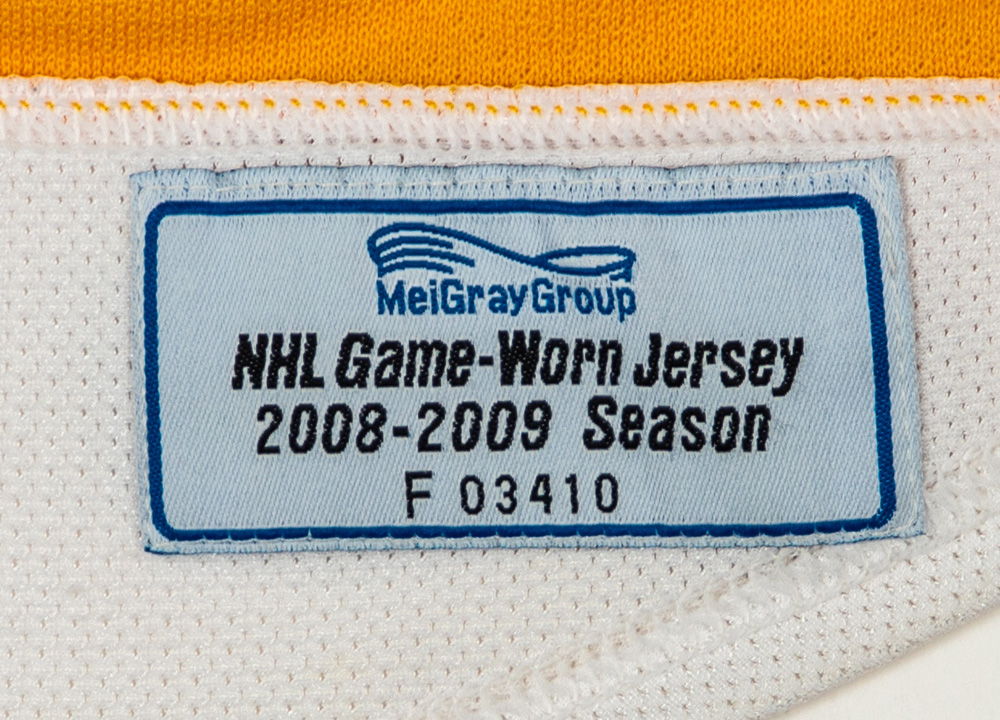 MeiGrayGroup
NHL Game-Worn Jersey
2008-2009 Season
F 03410